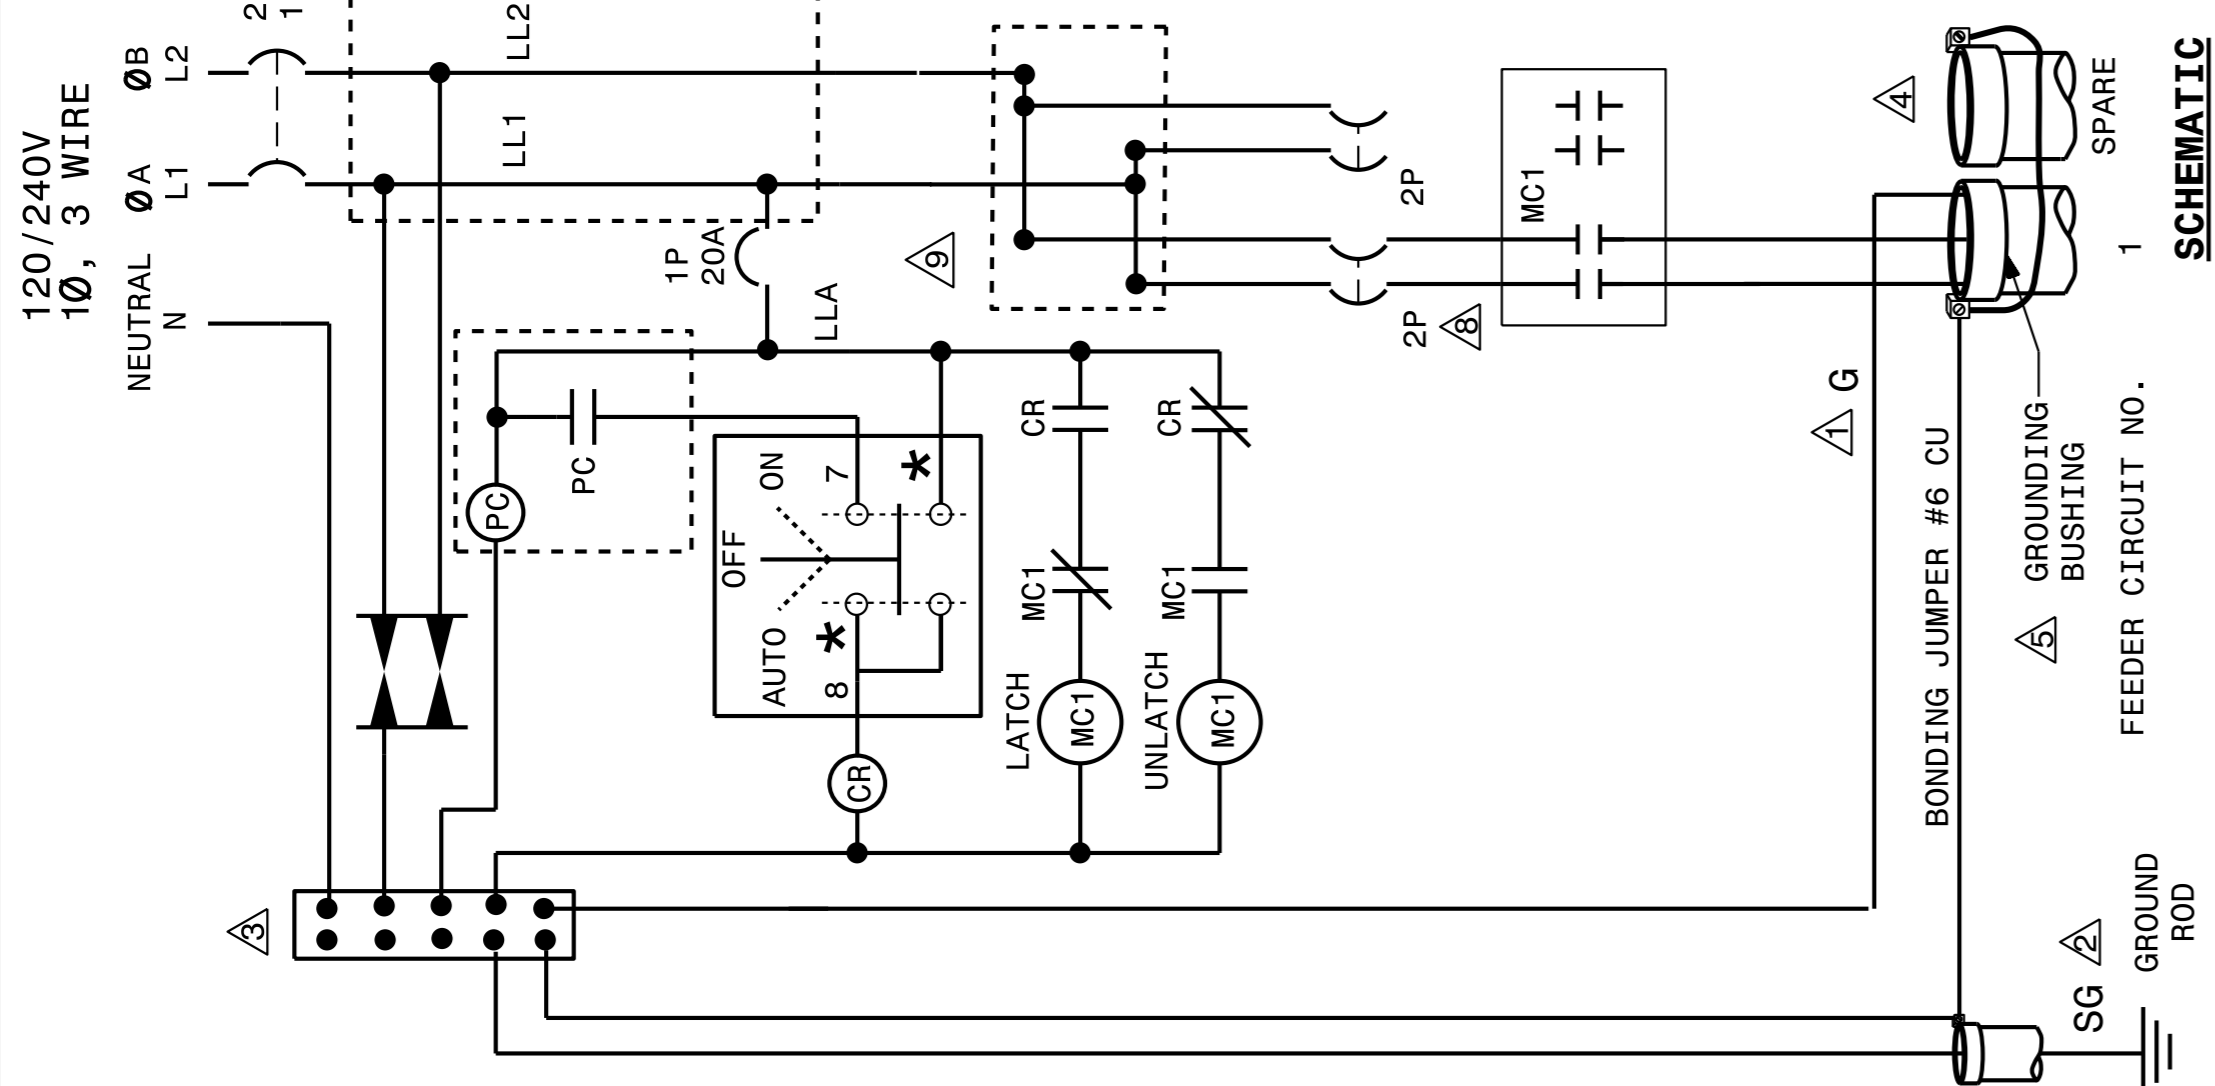 120/240V
1Ø, 3 WIRE
NEUTRAL
N
ØA
L1
ØB
L2
2
1
LL2
LL1
1P
20A
LLA
9
2P
2P
8
MC1
4
SPARE
1
SCHEMATIC
PC
PC
ON
OFF
AUTO
7
*
*
8
CR
CR
MC1
LATCH
MC1
CR
MC1
UNLATCH
MC1
G
1
BONDING JUMPER #6 CU
GROUNDING
BUSHING
5
FEEDER CIRCUIT NO.
3
SG
2
GROUND
ROD